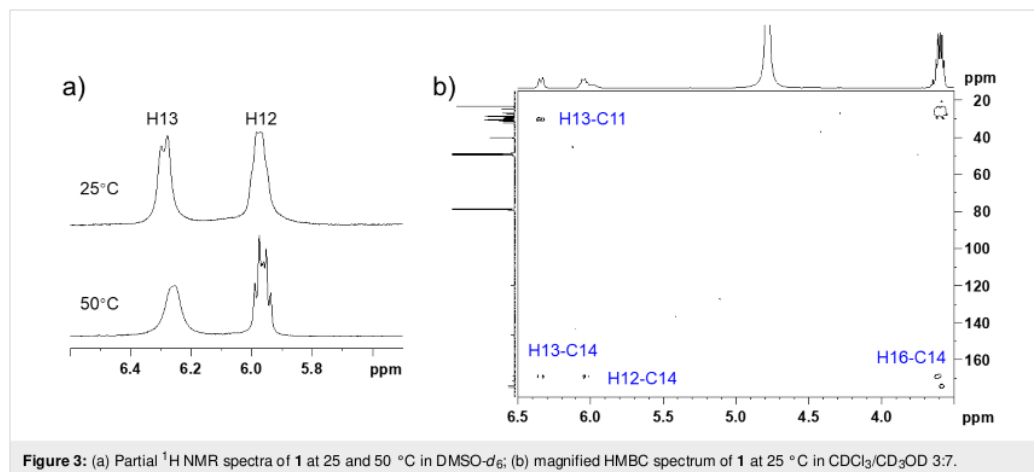 a)
H13
H12
25°C
50°C
6.4
6.2
6.0
5.8
ppm
b)
ppm
H13-C11
20
40
60
80
100
120
140
160
H13-C14
H12-C14
H16-C14
6.5
6.0
5.5
5.0
4.5
4.0
ppm
Figure 3: (a) Partial ¹H NMR spectra of 1 at 25 and 50 °C in DMSO-d₆; (b) magnified HMBC spectrum of 1 at 25 °C in CDCl₃/CD₃OD 3:7.